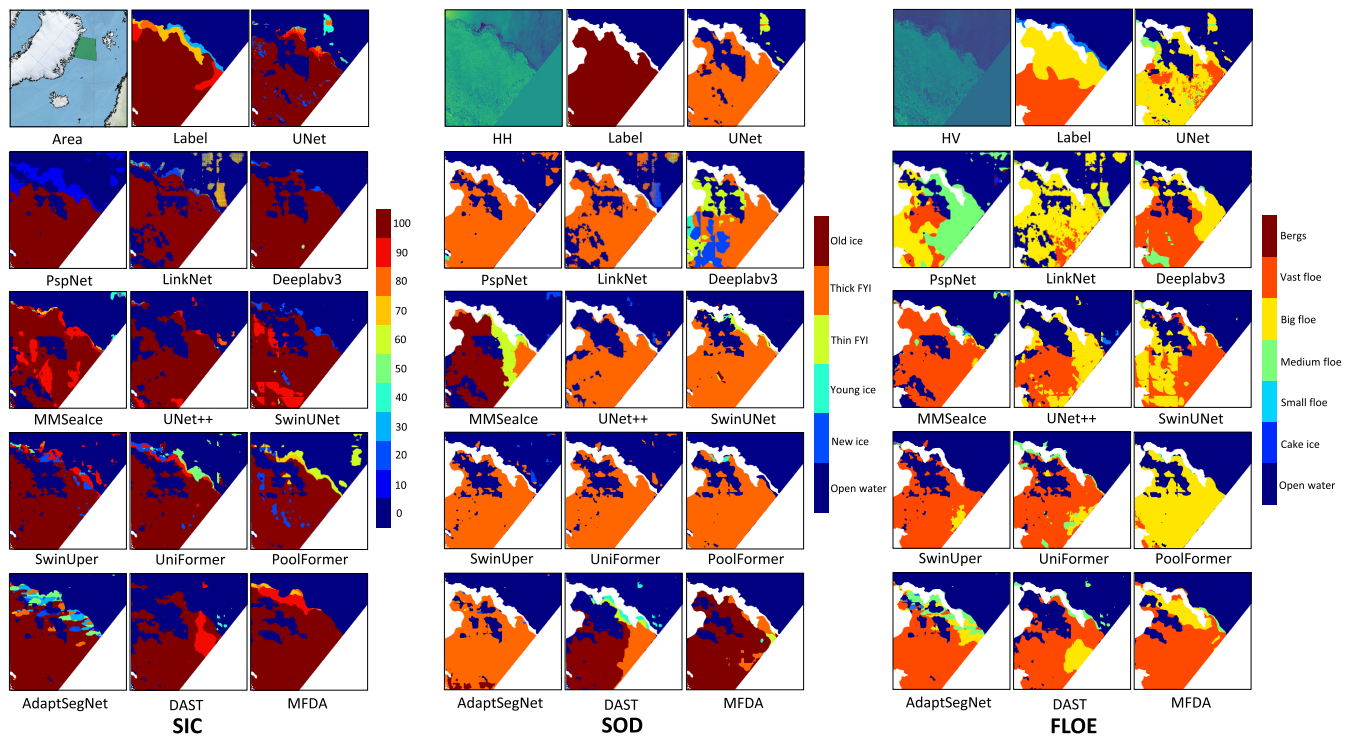 Area Label UNet
HH Label UNet
HV Label UNet
PspNet LinkNet Deeplabv3
PspNet LinkNet Deeplabv3
PspNet LinkNet Deeplabv3
MMSeaIce UNet++ SwinUNet
MMSeaIce UNet++ SwinUNet
MMSeaIce UNet++ SwinUNet
SwinUper UniFormer PoolFormer
SwinUper UniFormer PoolFormer
SwinUper UniFormer PoolFormer
AdaptSegNet DAST MFDA
AdaptSegNet DAST MFDA
AdaptSegNet DAST MFDA
100
90
80
70
60
50
40
30
20
10
0
Old ice
Thick FYI
Thin FYI
Young ice
New ice
Open water
Bergs
Vast floe
Big floe
Medium floe
Small floe
Cake ice
Open water
SIC
SOD
FLOE